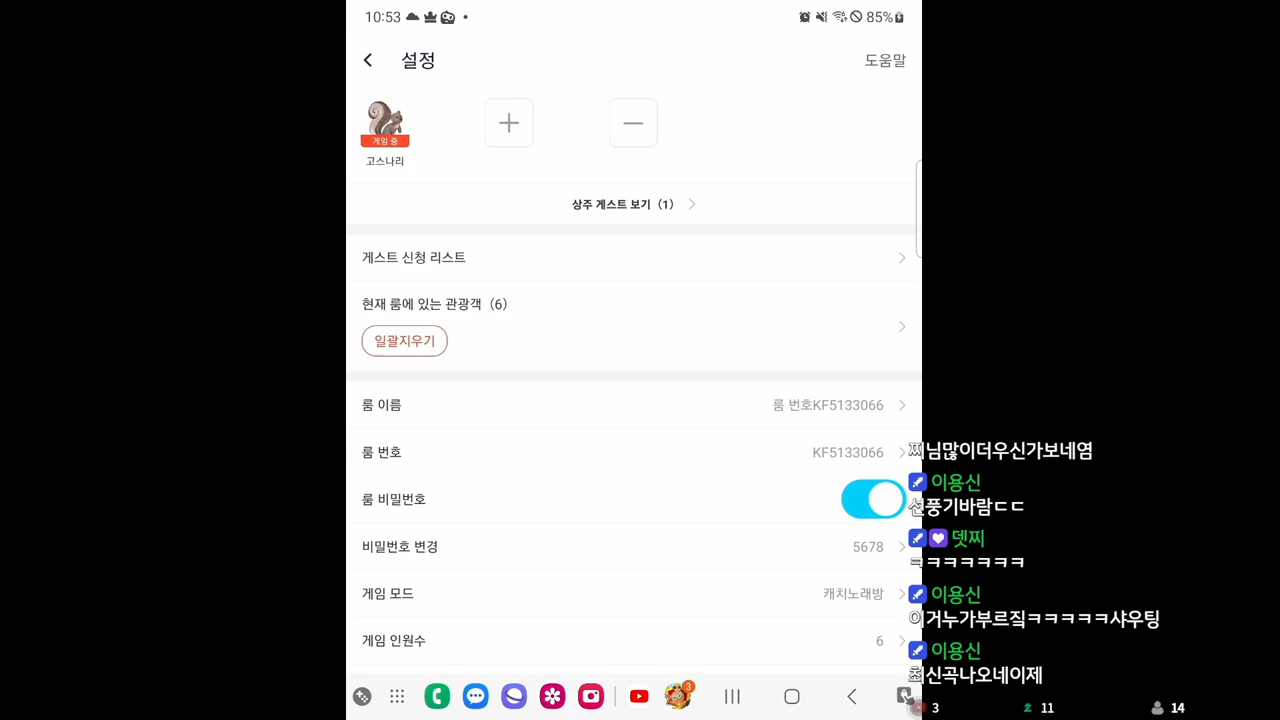 10:53
85%
설정
도움말
게임 중
고스나리
상주 게스트 보기 (1)
게스트 신청 리스트
현재 룸에 있는 관광객 (6)
일괄지우기
룸 이름
룸 번호KF5133066
룸 번호
KF5133066
룸 비밀번호
비밀번호 변경
5678
게임 모드
캐치노래방
게임 인원수
6
3
찌님많이더우신가보네염
이용신
선풍기바람ㄷㄷ
뎃찌
ㅋㅋㅋㅋㅋㅋㅋ
이용신
이거누가부르짘ㅋㅋㅋㅋㅋ샤우팅
이용신
최신곡나오네이제
3
11
14